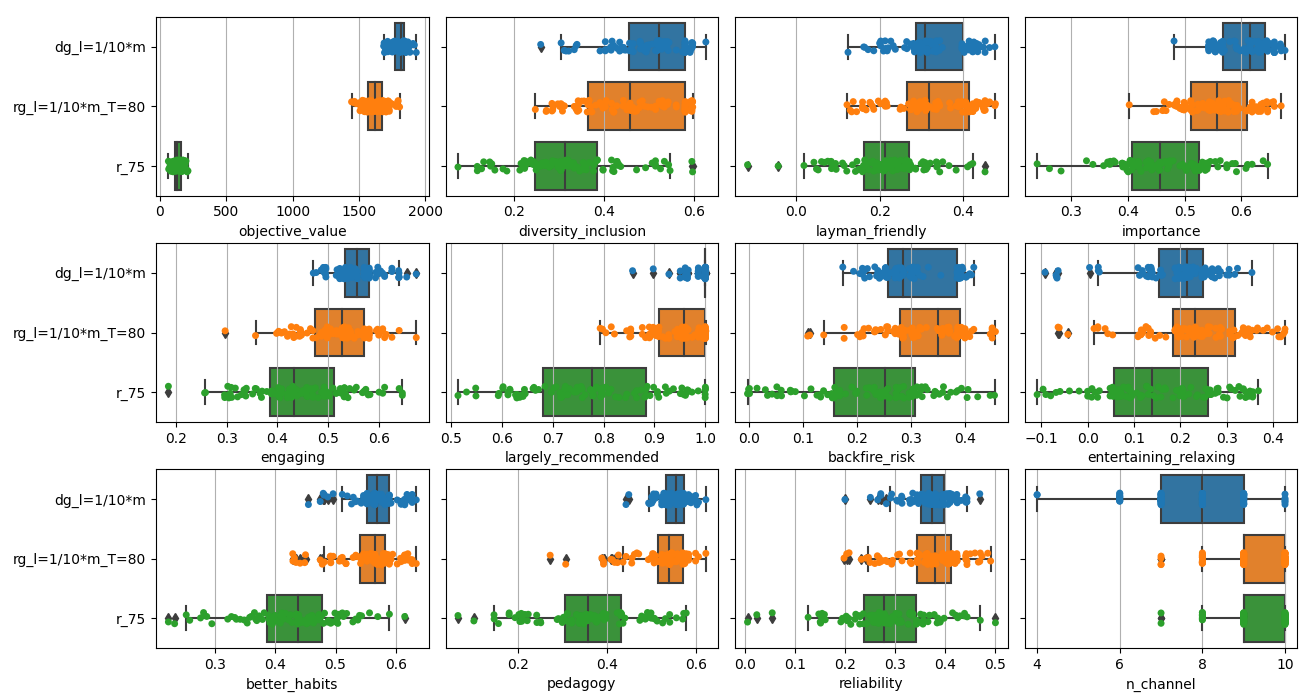 dg_l=1/10*m
rg_l=1/10*m_T=80
r_75
0 500 1000 1500 2000
0.2 0.4 0.6
0.0 0.2 0.4
0.3 0.4 0.5 0.6
objective_value
diversity_inclusion
layman_friendly
importance
dg_l=1/10*m
rg_l=1/10*m_T=80
r_75
0.2 0.3 0.4 0.5 0.6
0.5 0.6 0.7 0.8 0.9 1.0
0.0 0.1 0.2 0.3 0.4
−0.1 0.0 0.1 0.2 0.3 0.4
engaging
largely_recommended
backfire_risk
entertaining_relaxing
dg_l=1/10*m
rg_l=1/10*m_T=80
r_75
0.3 0.4 0.5 0.6
0.2 0.4 0.6
0.0 0.1 0.2 0.3 0.4 0.5
4 6 8 10
better_habits
pedagogy
reliability
n_channel